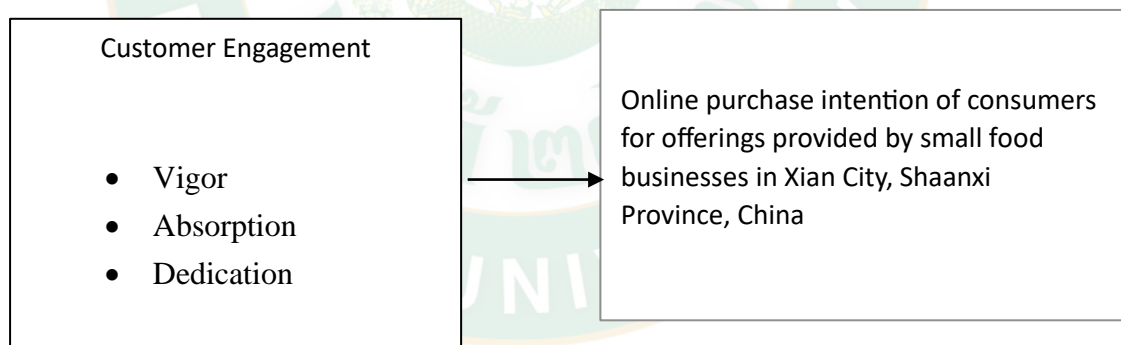 Customer Engagement
• Vigor
• Absorption
• Dedication
Online purchase intention of consumers
for offerings provided by small food
businesses in Xian City, Shaanxi
Province, China
UNI